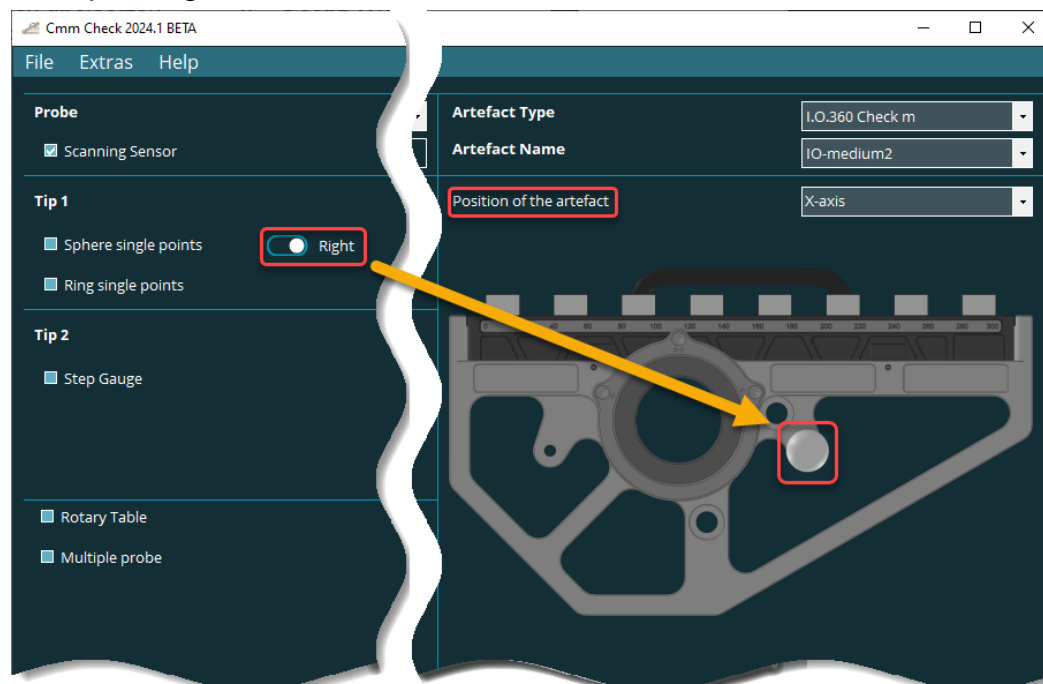 Cmm Check 2024.1 BETA
File Extras Help
Probe
Scanning Sensor
Tip 1
Sphere single points
Right
Ring single points
Tip 2
Step Gauge
Rotary Table
Multiple probe
Artefact Type
I.O.360 Check m
Artefact Name
IO-medium2
Position of the artefact
X-axis
0 40 60 80 100 120 140 160 180 200 220 240 260 280 300